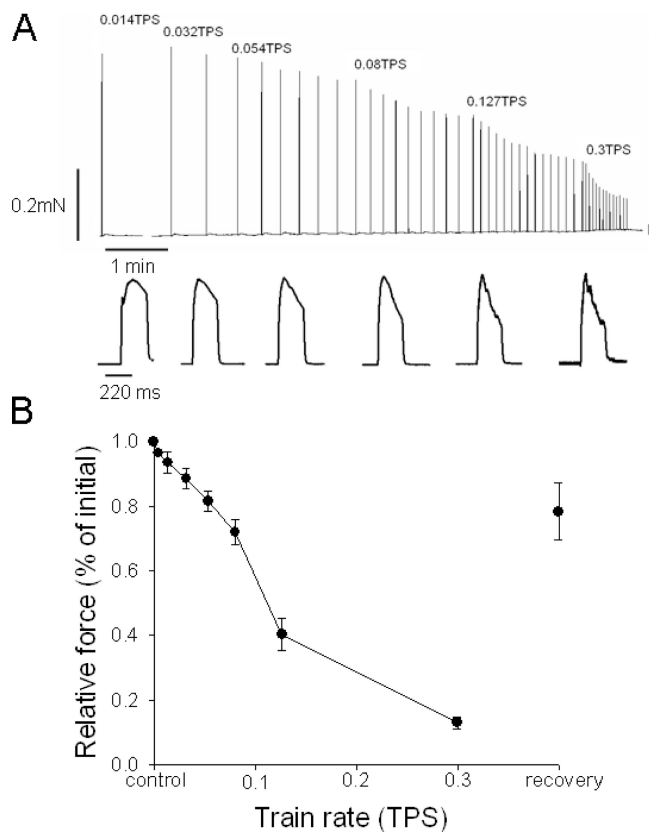 A
0.014TPS
0.032TPS
0.054TPS
0.08TPS
0.127TPS
0.3TPS
0.2mN
1 min
220 ms
B
Relative force (% of initial)
1.0
0.8
0.6
0.4
0.2
0.0
control 0.1 0.2 0.3 recovery
Train rate (TPS)